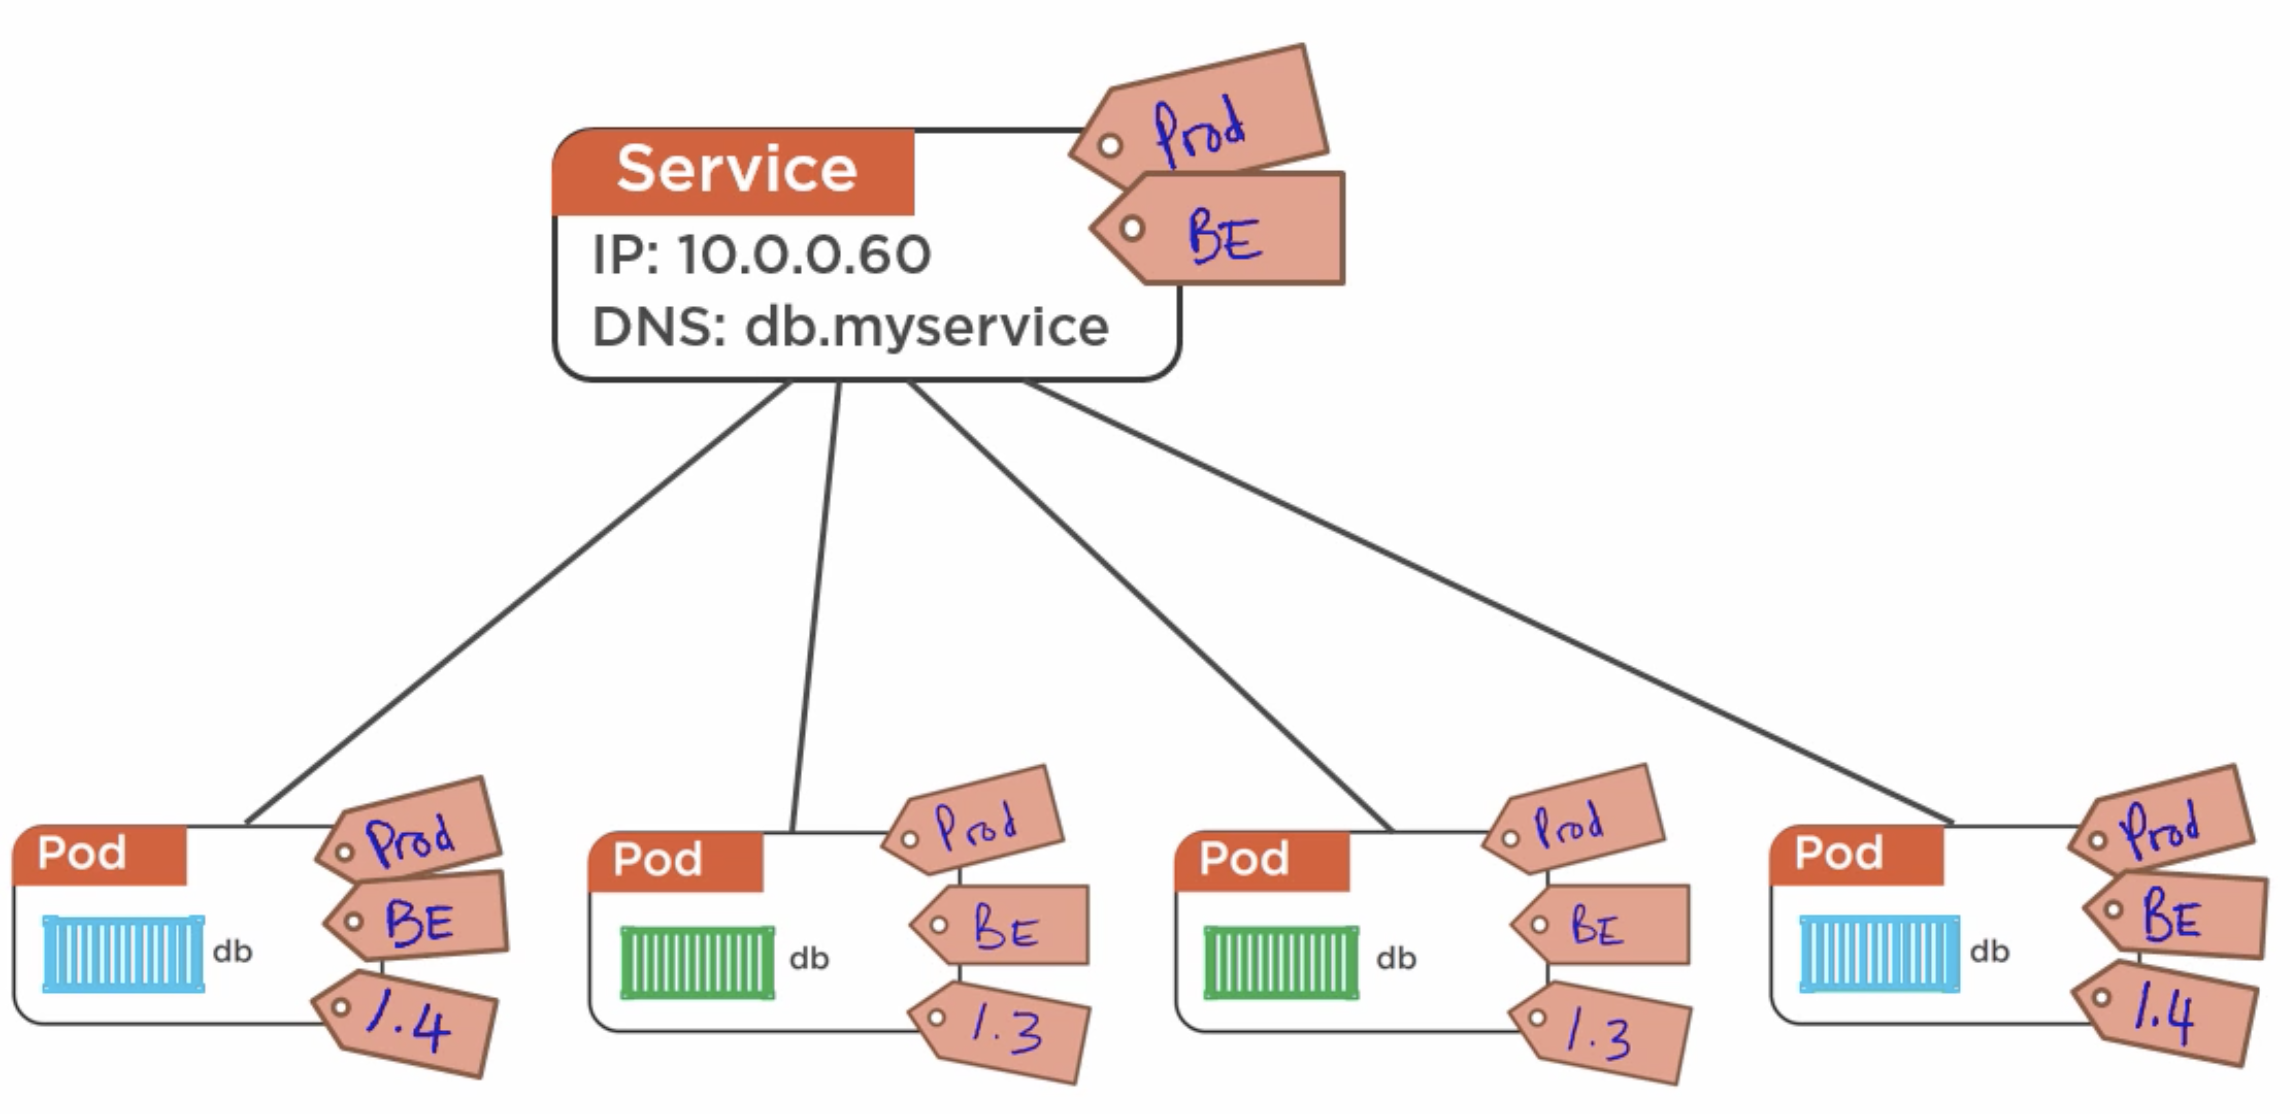 Service
Prod
BE
IP: 10.0.0.60
DNS: db.myservice
Pod
db
Prod
BE
1.4
Pod
db
Prod
BE
1.3
Pod
db
Prod
BE
1.3
Pod
db
Prod
BE
1.4